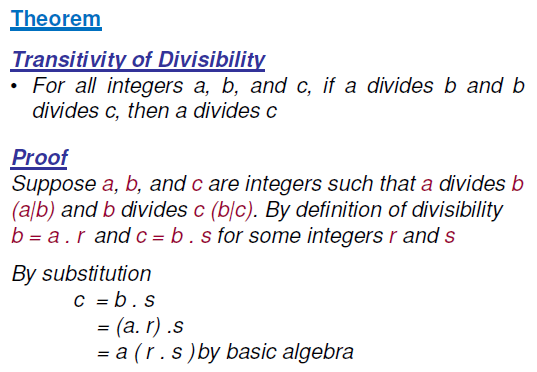 Theorem
Transitivity of Divisibility
• For all integers a, b, and c, if a divides b and b
divides c, then a divides c
Proof
Suppose a, b, and c are integers such that a divides b
(a|b) and b divides c (b|c). By definition of divisibility
b = a . r and c = b . s for some integers r and s
By substitution
c = b . s
= (a. r) .s
= a ( r . s ) by basic algebra